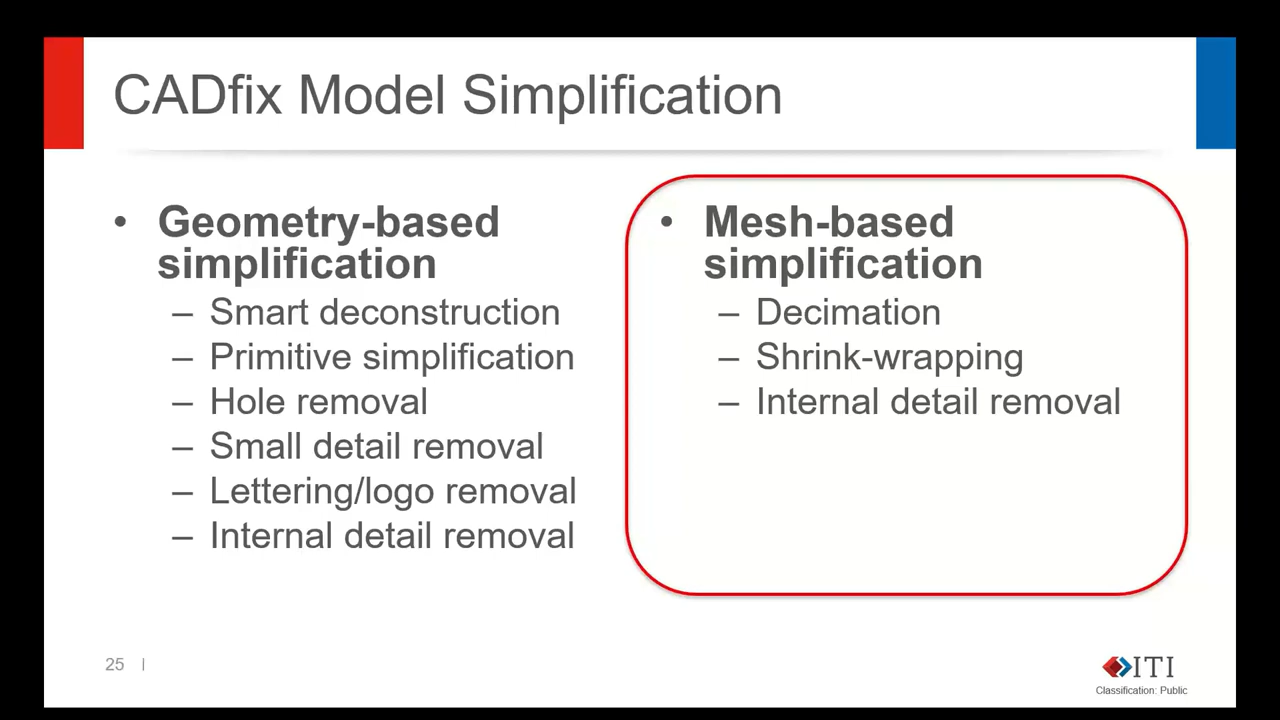 CADfix Model Simplification
• Geometry-based
simplification
– Smart deconstruction
– Primitive simplification
– Hole removal
– Small detail removal
– Lettering/logo removal
– Internal detail removal
• Mesh-based
simplification
– Decimation
– Shrink-wrapping
– Internal detail removal
25 |
ITI
Classification: Public